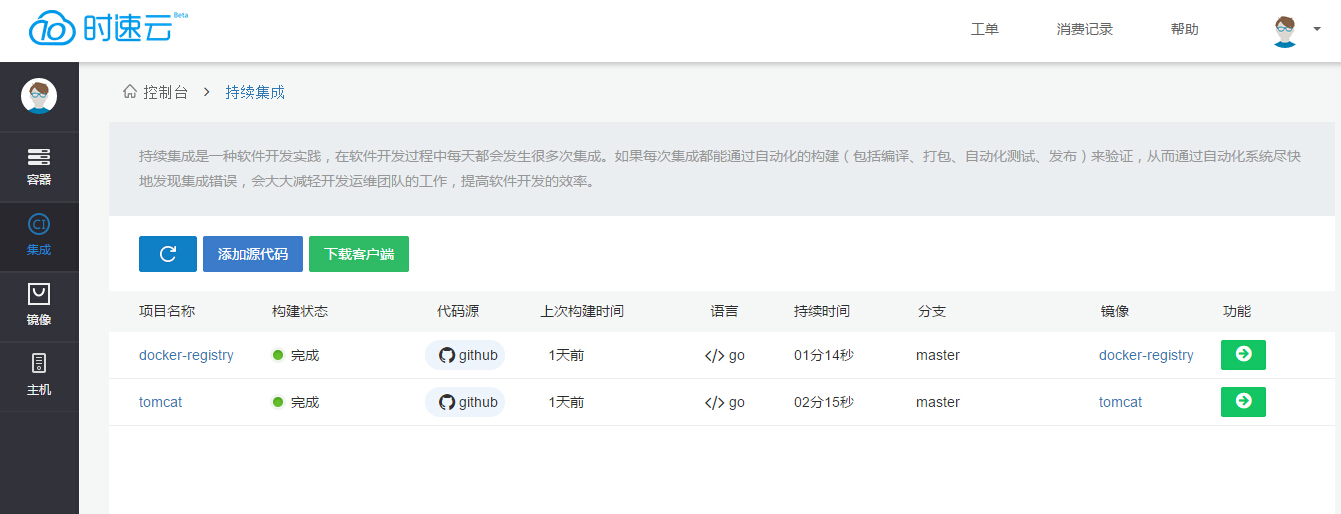 时速云 Beta
工单 消费记录 帮助
控制台 > 持续集成
持续集成是一种软件开发实践，在软件开发过程中每天都会发生很多次集成。如果每次集成都能通过自动化的构建（包括编译、打包、自动化测试、发布）来验证，从而通过自动化系统尽快
地发现集成错误，会大大减轻开发运维团队的工作，提高软件开发的效率。
容器
CI
集成
镜像
主机
添加源代码 下载客户端
项目名称 构建状态 代码源 上次构建时间 语言 持续时间 分支 镜像 功能
docker-registry 完成 github 1天前 </> go 01分14秒 master docker-registry
tomcat 完成 github 1天前 </> go 02分15秒 master tomcat